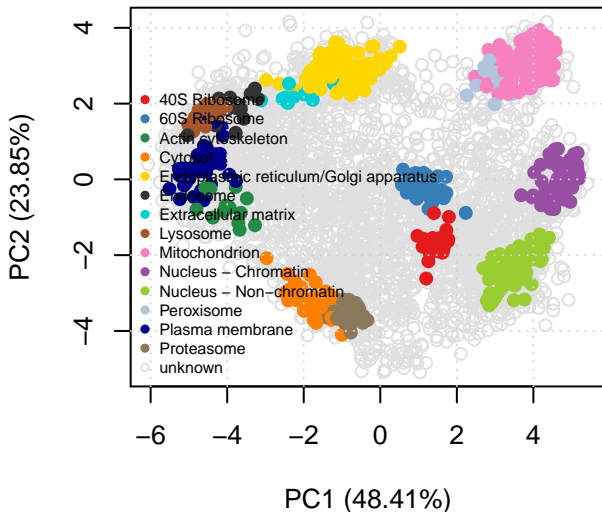 4
2
0
−2
−4
PC2 (23.85%)
40S Ribosome
60S Ribosome
Actin cytoskeleton
Cytosol
Endoplasmic reticulum/Golgi apparatus
Endosome
Extracellular matrix
Lysosome
Mitochondrion
Nucleus − Chromatin
Nucleus − Non−chromatin
Peroxisome
Plasma membrane
Proteasome
unknown
−6 −4 −2 0 2 4
PC1 (48.41%)